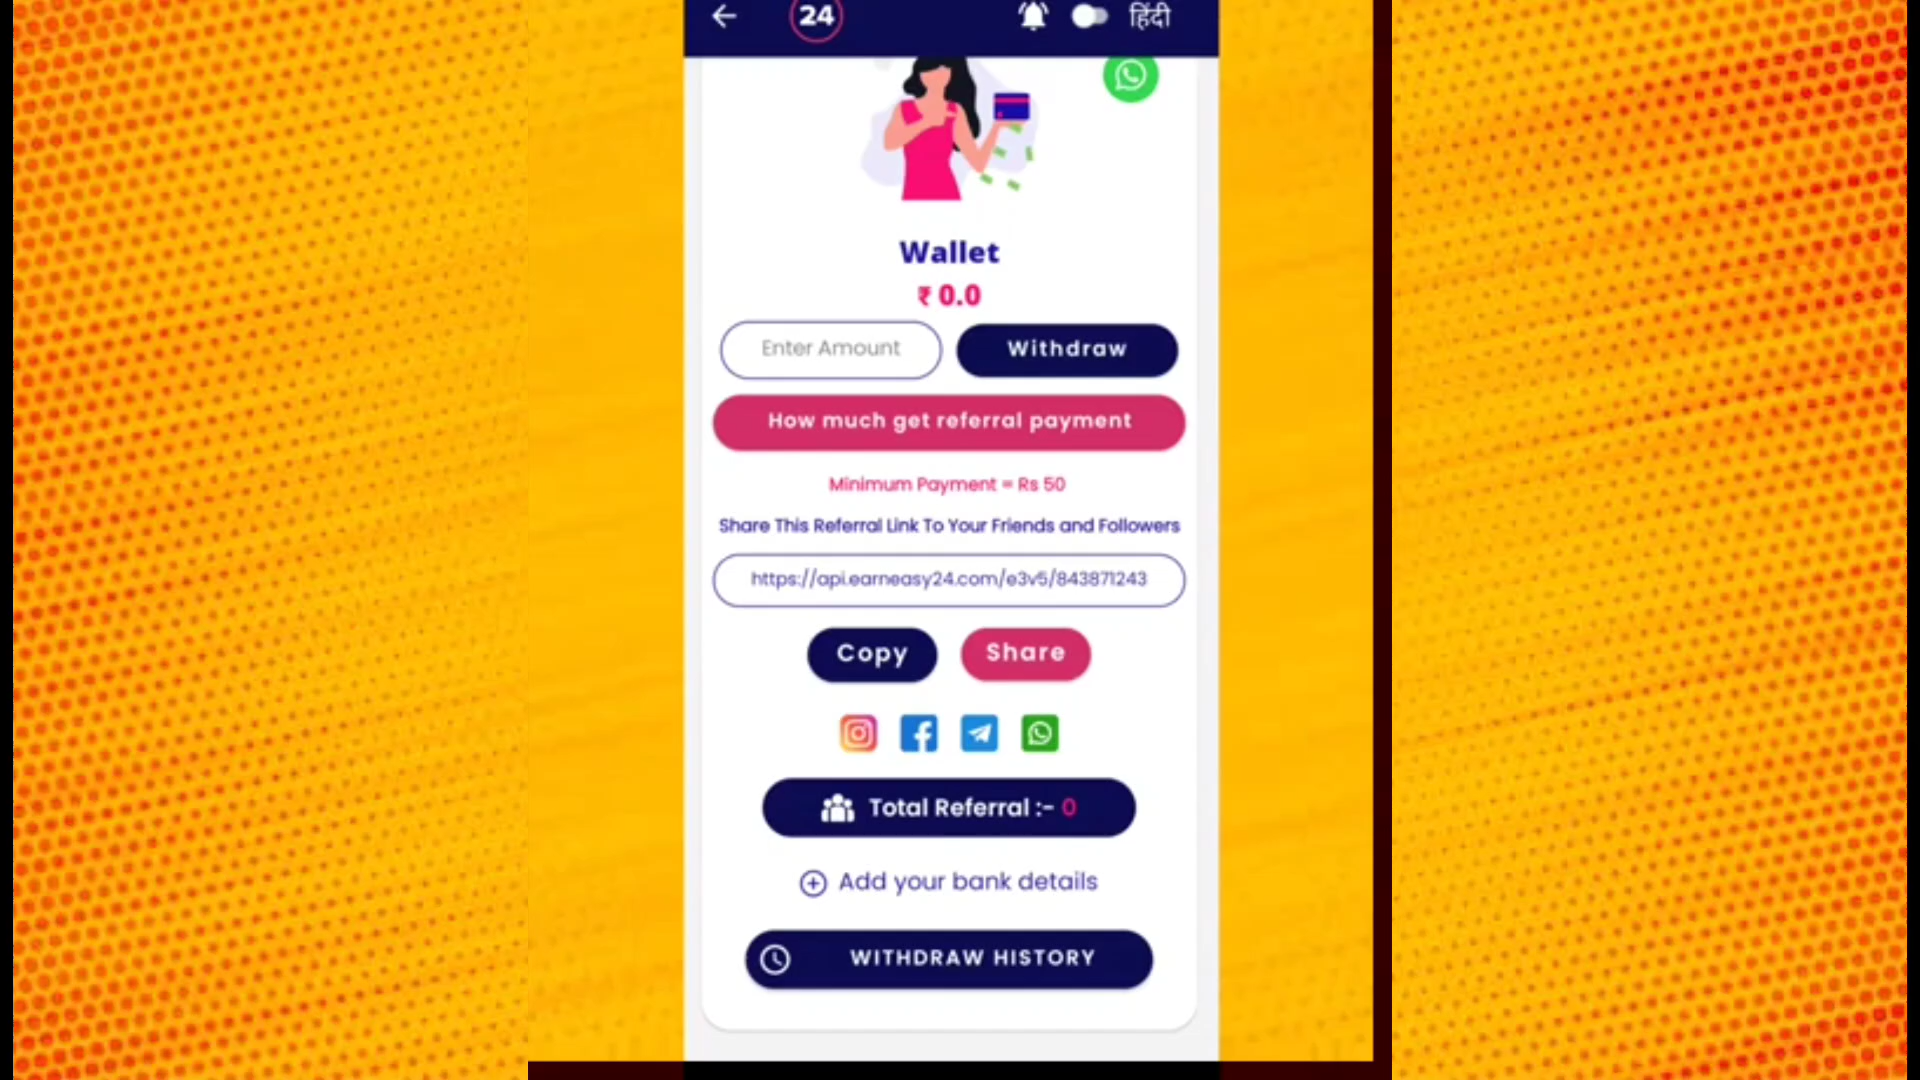 24 हिंदी
Wallet
₹ 0.0
Enter Amount Withdraw
How much get referral payment
Minimum Payment = Rs 50
Share This Referral Link To Your Friends and Followers
https://api.earneasy24.com/e3v5/843871243
Copy Share
Total Referral :- 0
Add your bank details
WITHDRAW HISTORY